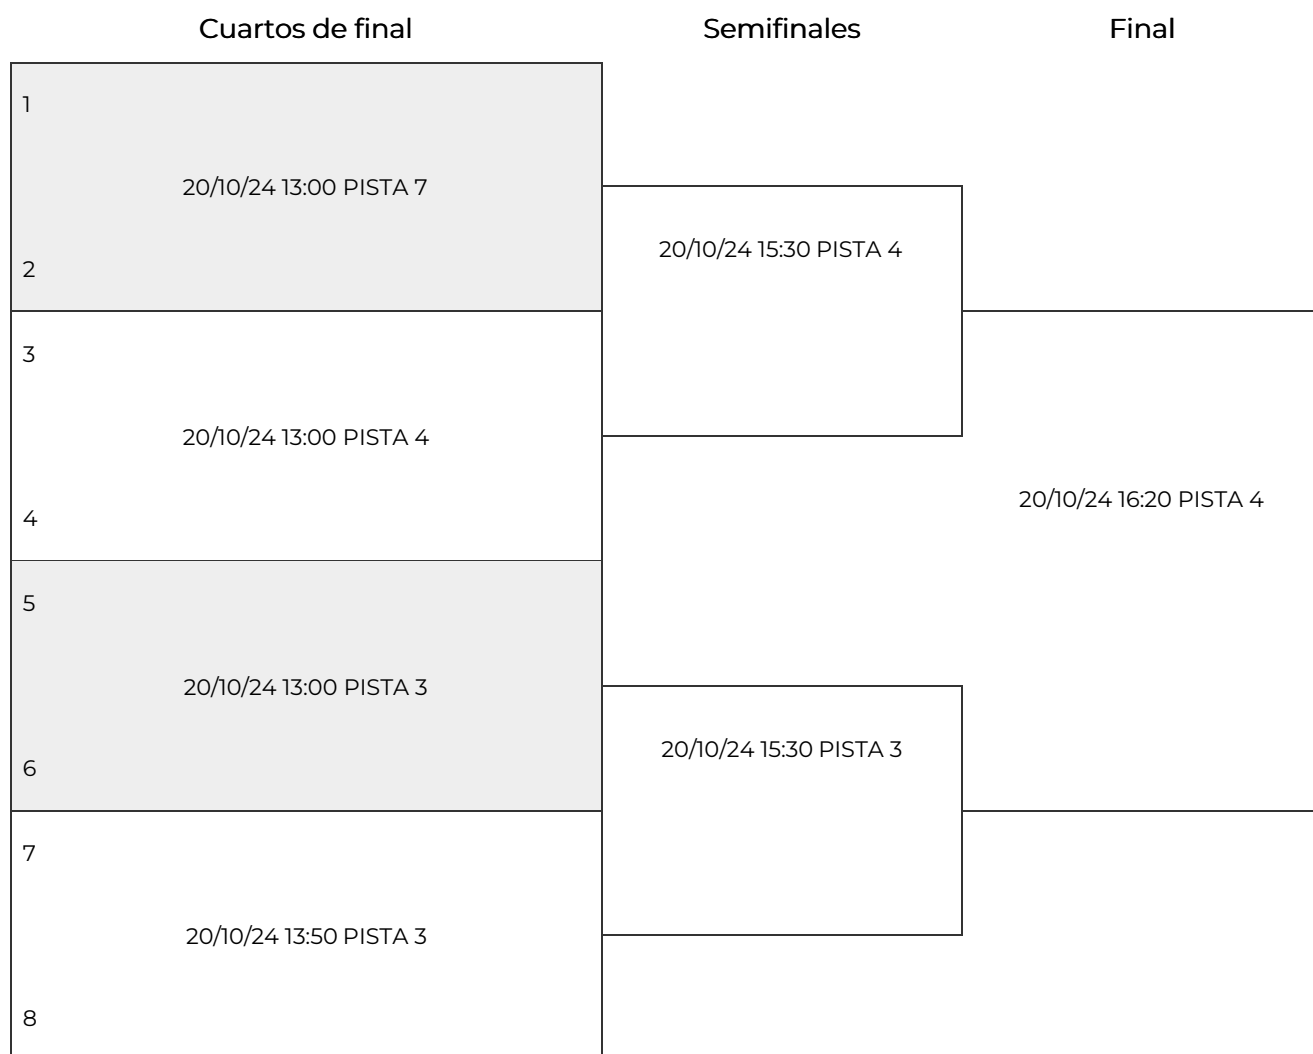 Cuartos de final
Semifinales
Final
1
20/10/24 13:00 PISTA 7
2
20/10/24 15:30 PISTA 4
3
20/10/24 13:00 PISTA 4
4
20/10/24 16:20 PISTA 4
5
20/10/24 13:00 PISTA 3
6
20/10/24 15:30 PISTA 3
7
20/10/24 13:50 PISTA 3
8